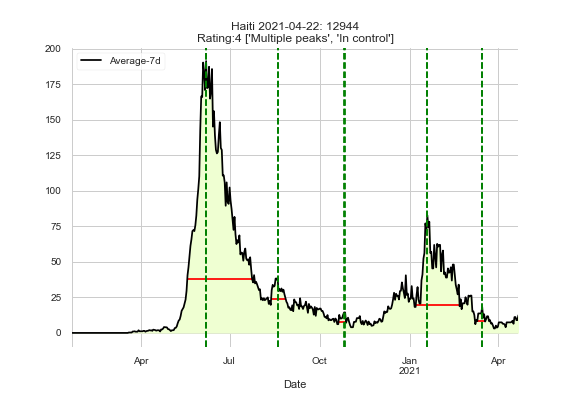 Haiti 2021-04-22: 12944
Rating:4 ['Multiple peaks', 'In control']
Average-7d
200
175
150
125
100
75
50
25
0
Apr
Jul
Oct
Jan
2021
Apr
Date